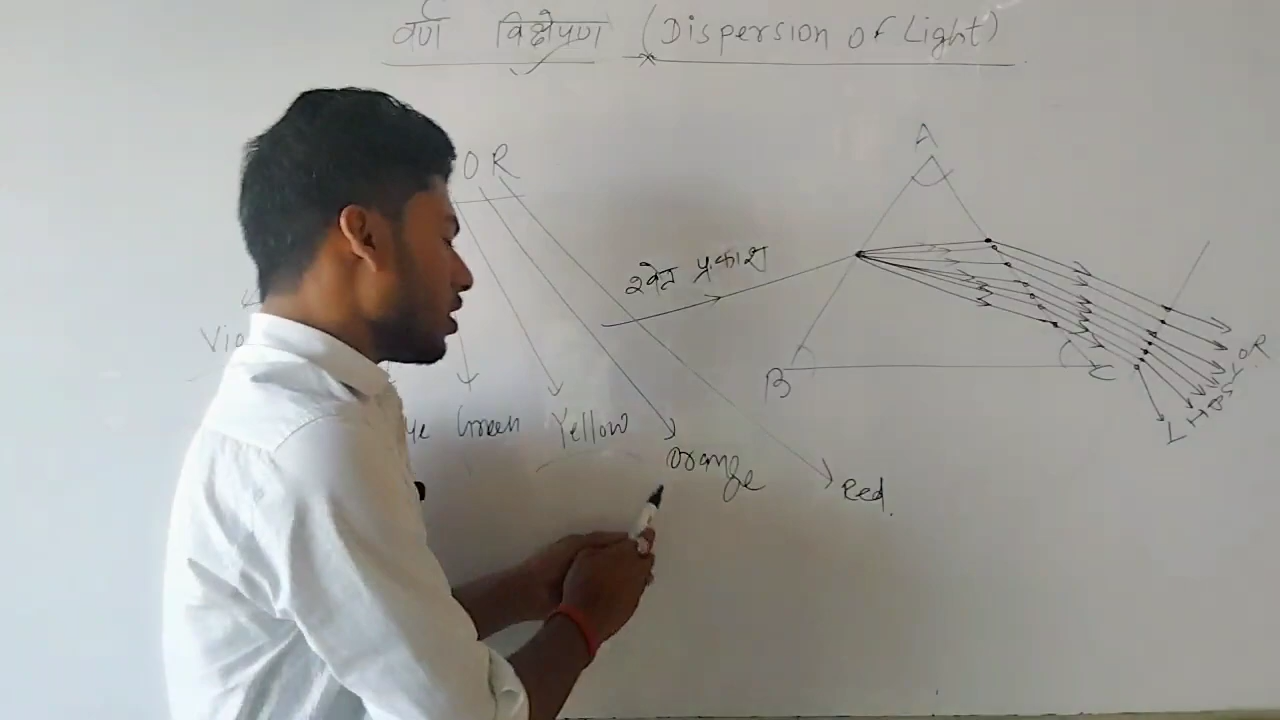 वर्ण विक्षेपण (Dispersion of Light)
O R
A
श्वेत प्रकाश
Vio
B
C
Green Yellow
Orange
Red.